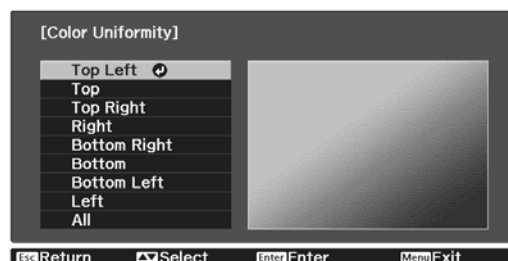 [Color Uniformity]
Top Left
Top
Top Right
Right
Bottom Right
Bottom
Bottom Left
Left
All
Esc Return Select Enter Enter Menu Exit